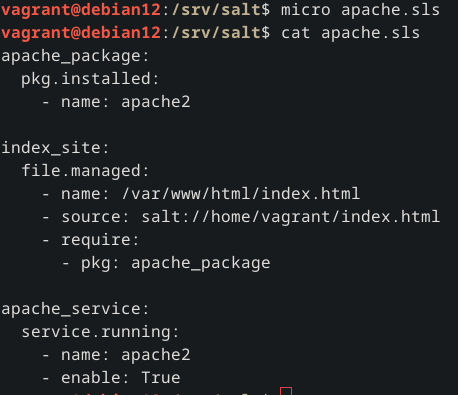 vagrant@debian12:/srv/salt$ micro apache.sls
vagrant@debian12:/srv/salt$ cat apache.sls
apache_package:
  pkg.installed:
    - name: apache2

index_site:
  file.managed:
    - name: /var/www/html/index.html
    - source: salt://home/vagrant/index.html
    - require:
      - pkg: apache_package

apache_service:
  service.running:
    - name: apache2
    - enable: True